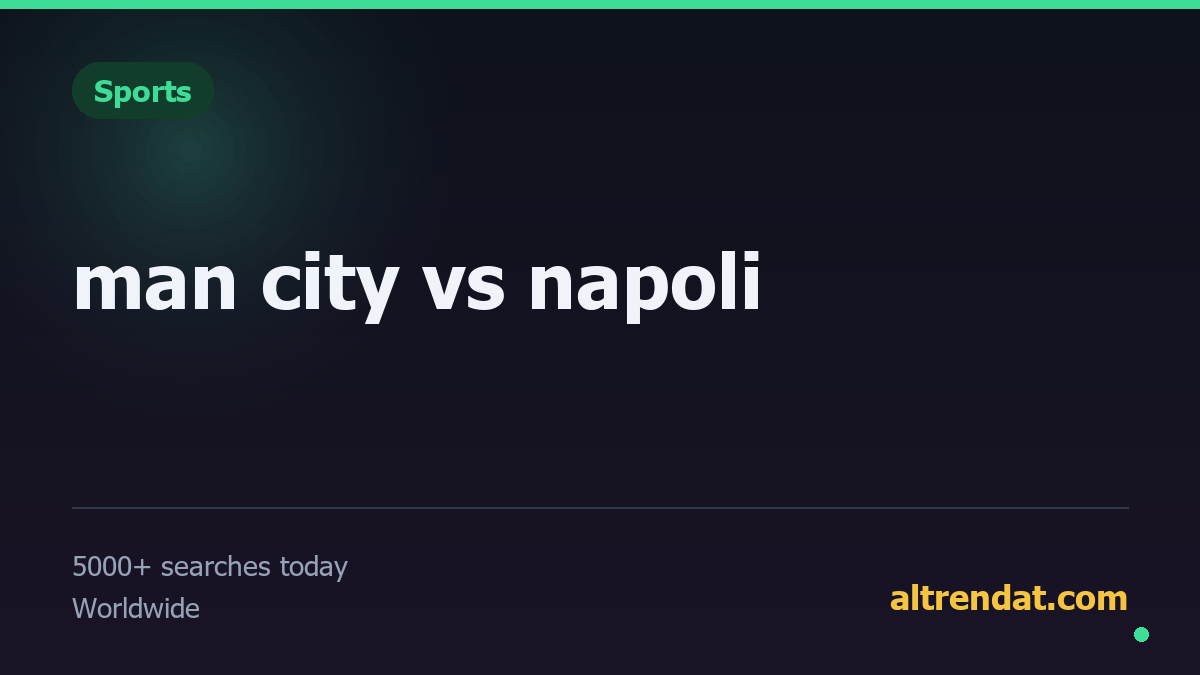 Sports
man city vs napoli
5000+ searches today
Worldwide
altrendat.com